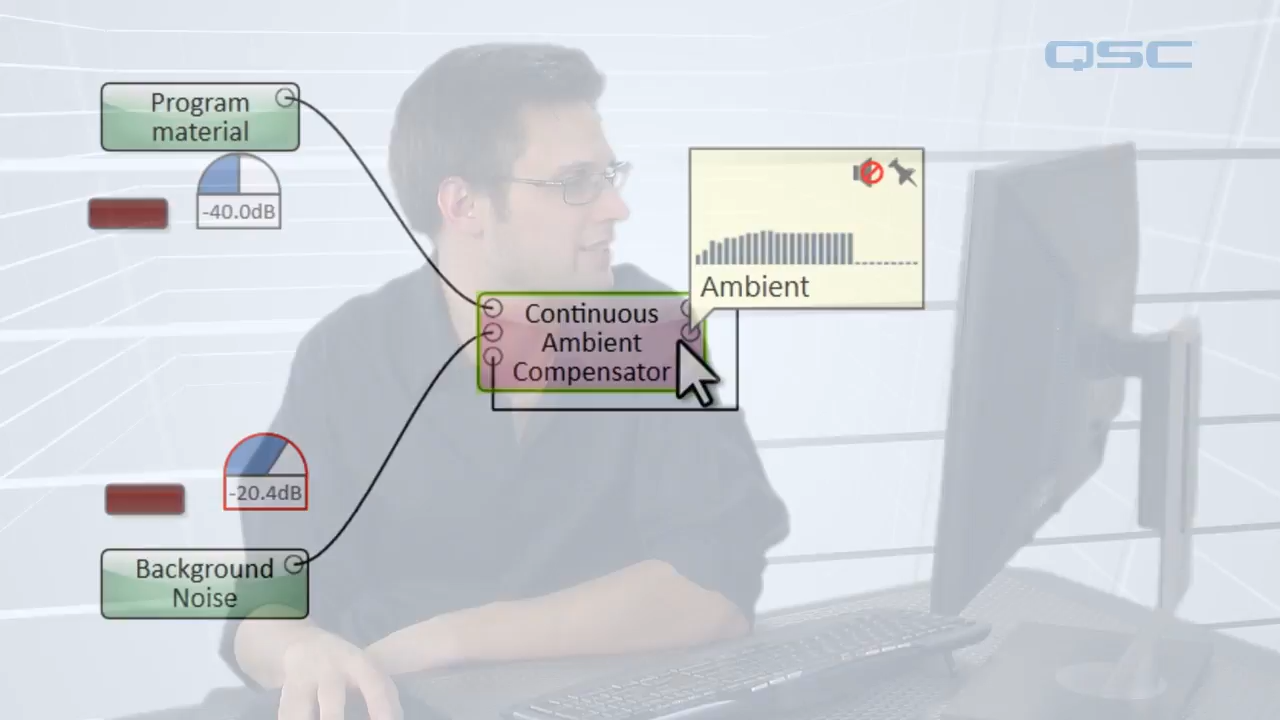 QSC
Program
material
-40.0dB
Ambient
Continuous
Ambient
Compensator
-20.4dB
Background
Noise